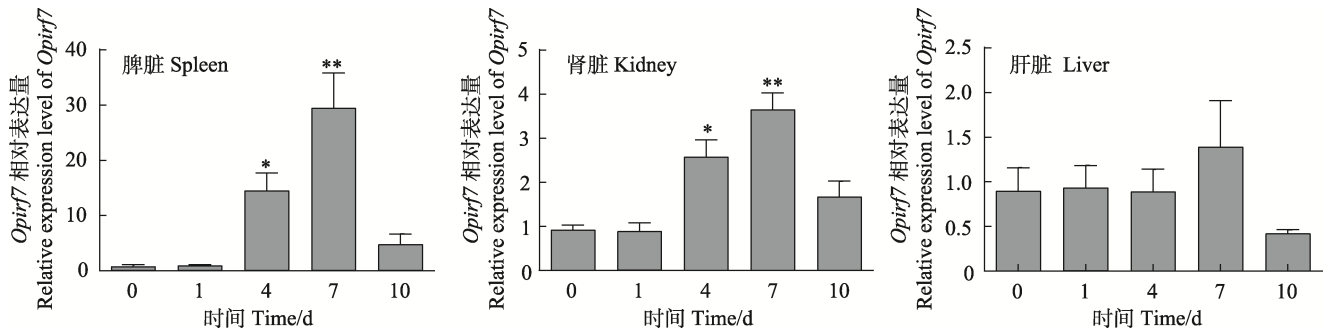 Opirf7 相对表达量
Relative expression level of Opirf7
脾脏 Spleen
40
30
20
10
0
*
**
0 1 4 7 10
时间 Time/d
Opirf7 相对表达量
Relative expression level of Opirf7
肾脏 Kidney
5
4
3
2
1
0
*
**
0 1 4 7 10
时间 Time/d
Opirf7 相对表达量
Relative expression level of Opirf7
肝脏 Liver
2.5
2.0
1.5
1.0
0.5
0
0 1 4 7 10
时间 Time/d